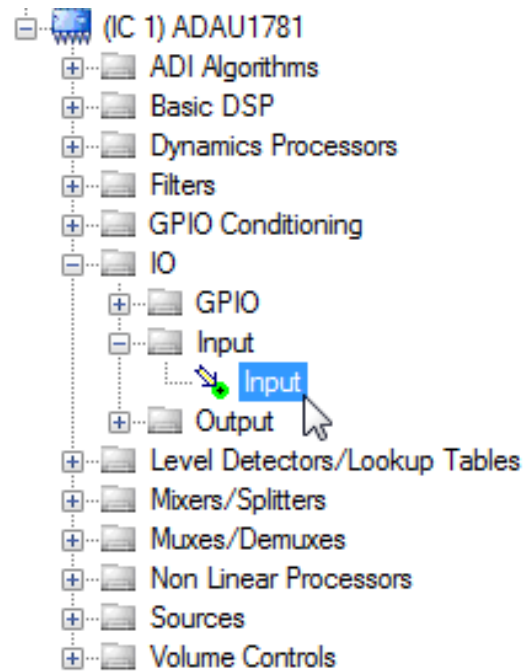 (IC 1) ADAU1781
ADI Algorithms
Basic DSP
Dynamics Processors
Filters
GPIO Conditioning
IO
GPIO
Input
Input
Output
Level Detectors/Lookup Tables
Mixers/Splitters
Muxes/Demuxes
Non Linear Processors
Sources
Volume Controls